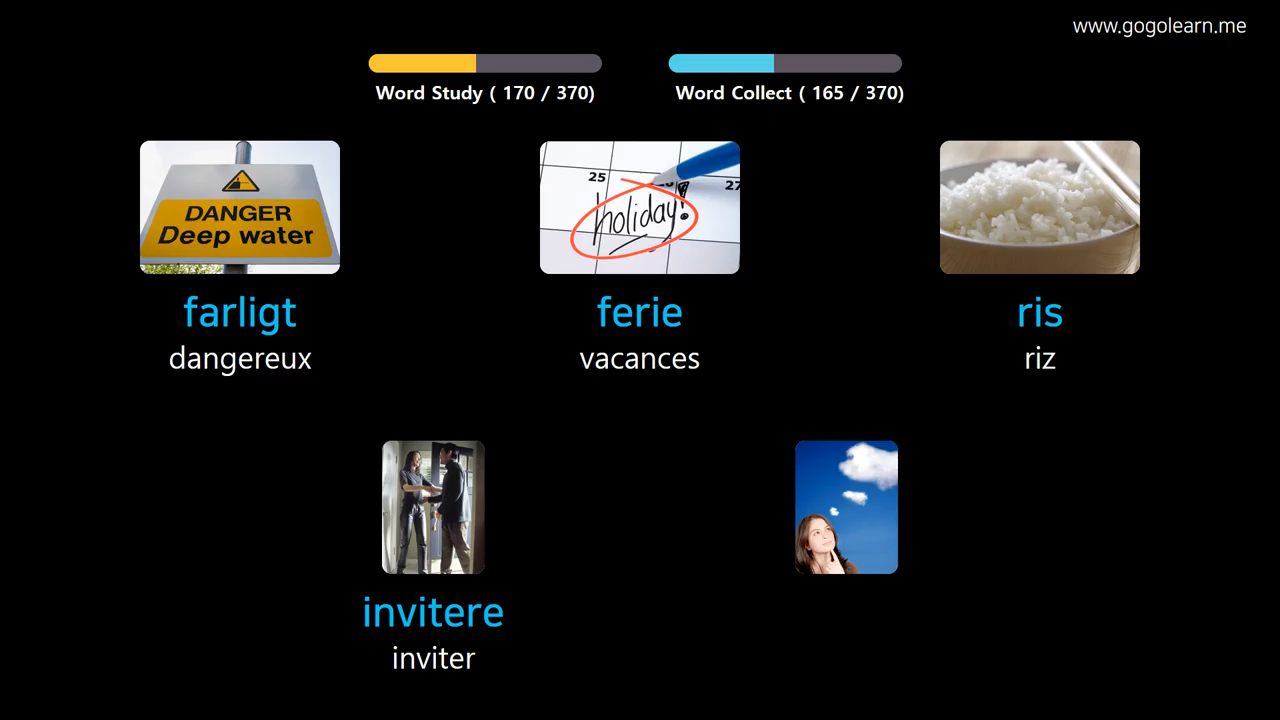 www.gogolearn.me
Word Study ( 170 / 370)
Word Collect ( 165 / 370)
DANGER
Deep water
25
27
holiday!
farligt
dangereux
ferie
vacances
ris
riz
invitere
inviter